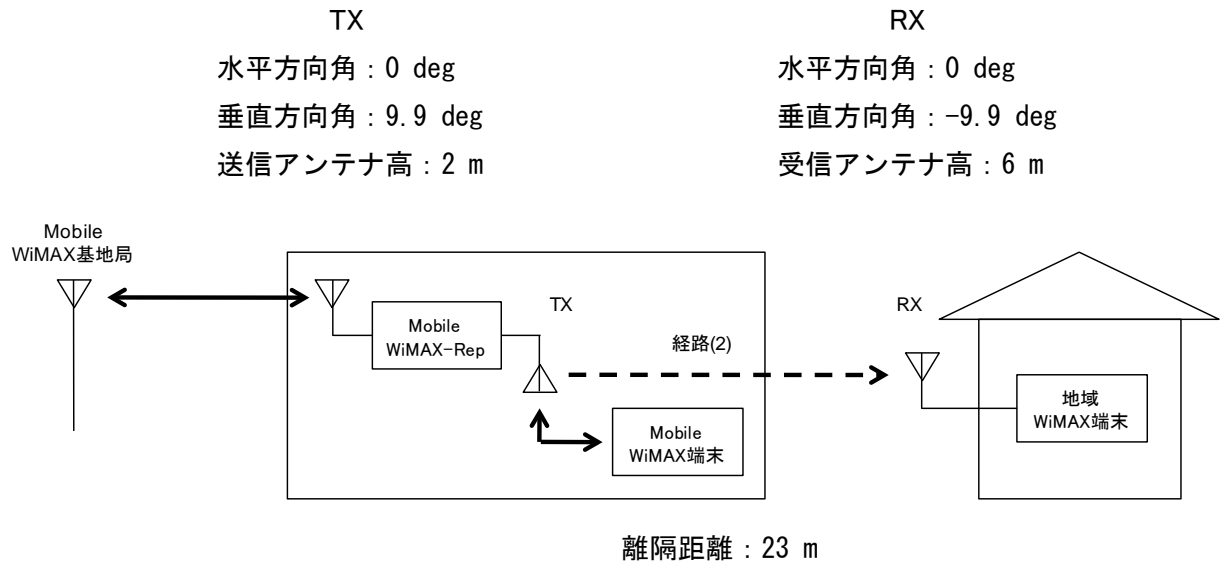 TX
水平方向角：0 deg
垂直方向角：9.9 deg
送信アンテナ高：2 m
RX
水平方向角：0 deg
垂直方向角：-9.9 deg
受信アンテナ高：6 m
Mobile
WiMAX基地局
Mobile
WiMAX-Rep
TX
経路(2)
Mobile
WiMAX端末
RX
地域
WiMAX端末
離隔距離：23 m